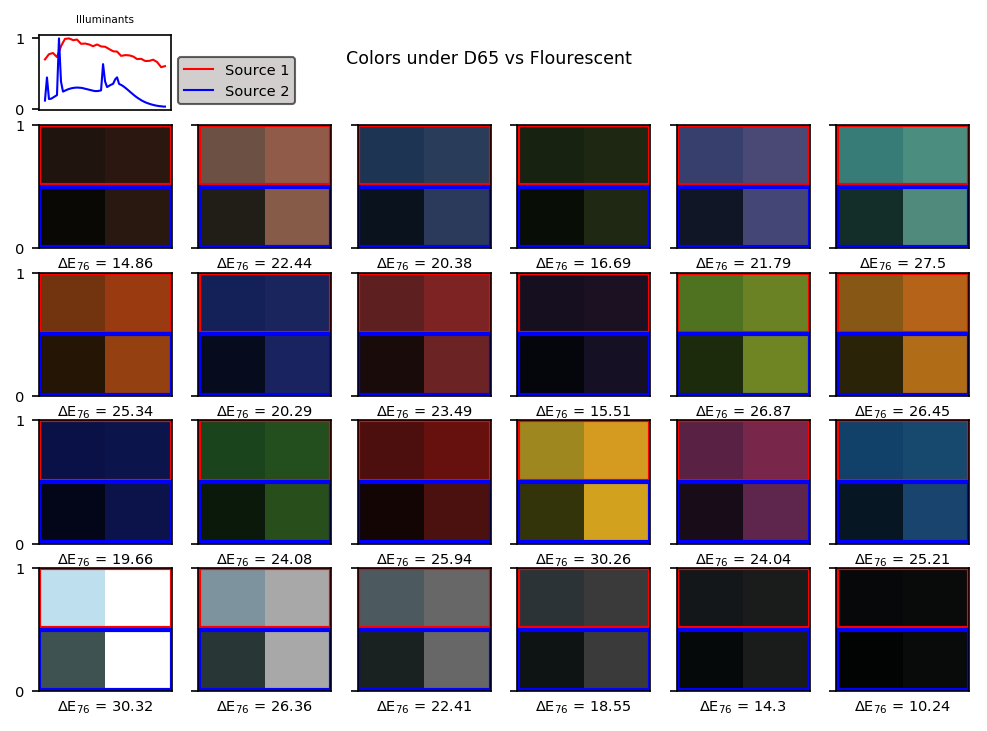 Illuminants
1
0
Source 1
Source 2
Colors under D65 vs Flourescent
1
0
ΔE76 = 14.86
ΔE76 = 22.44
ΔE76 = 20.38
ΔE76 = 16.69
ΔE76 = 21.79
ΔE76 = 27.5
1
0
ΔE76 = 25.34
ΔE76 = 20.29
ΔE76 = 23.49
ΔE76 = 15.51
ΔE76 = 26.87
ΔE76 = 26.45
1
0
ΔE76 = 19.66
ΔE76 = 24.08
ΔE76 = 25.94
ΔE76 = 30.26
ΔE76 = 24.04
ΔE76 = 25.21
1
0
ΔE76 = 30.32
ΔE76 = 26.36
ΔE76 = 22.41
ΔE76 = 18.55
ΔE76 = 14.3
ΔE76 = 10.24